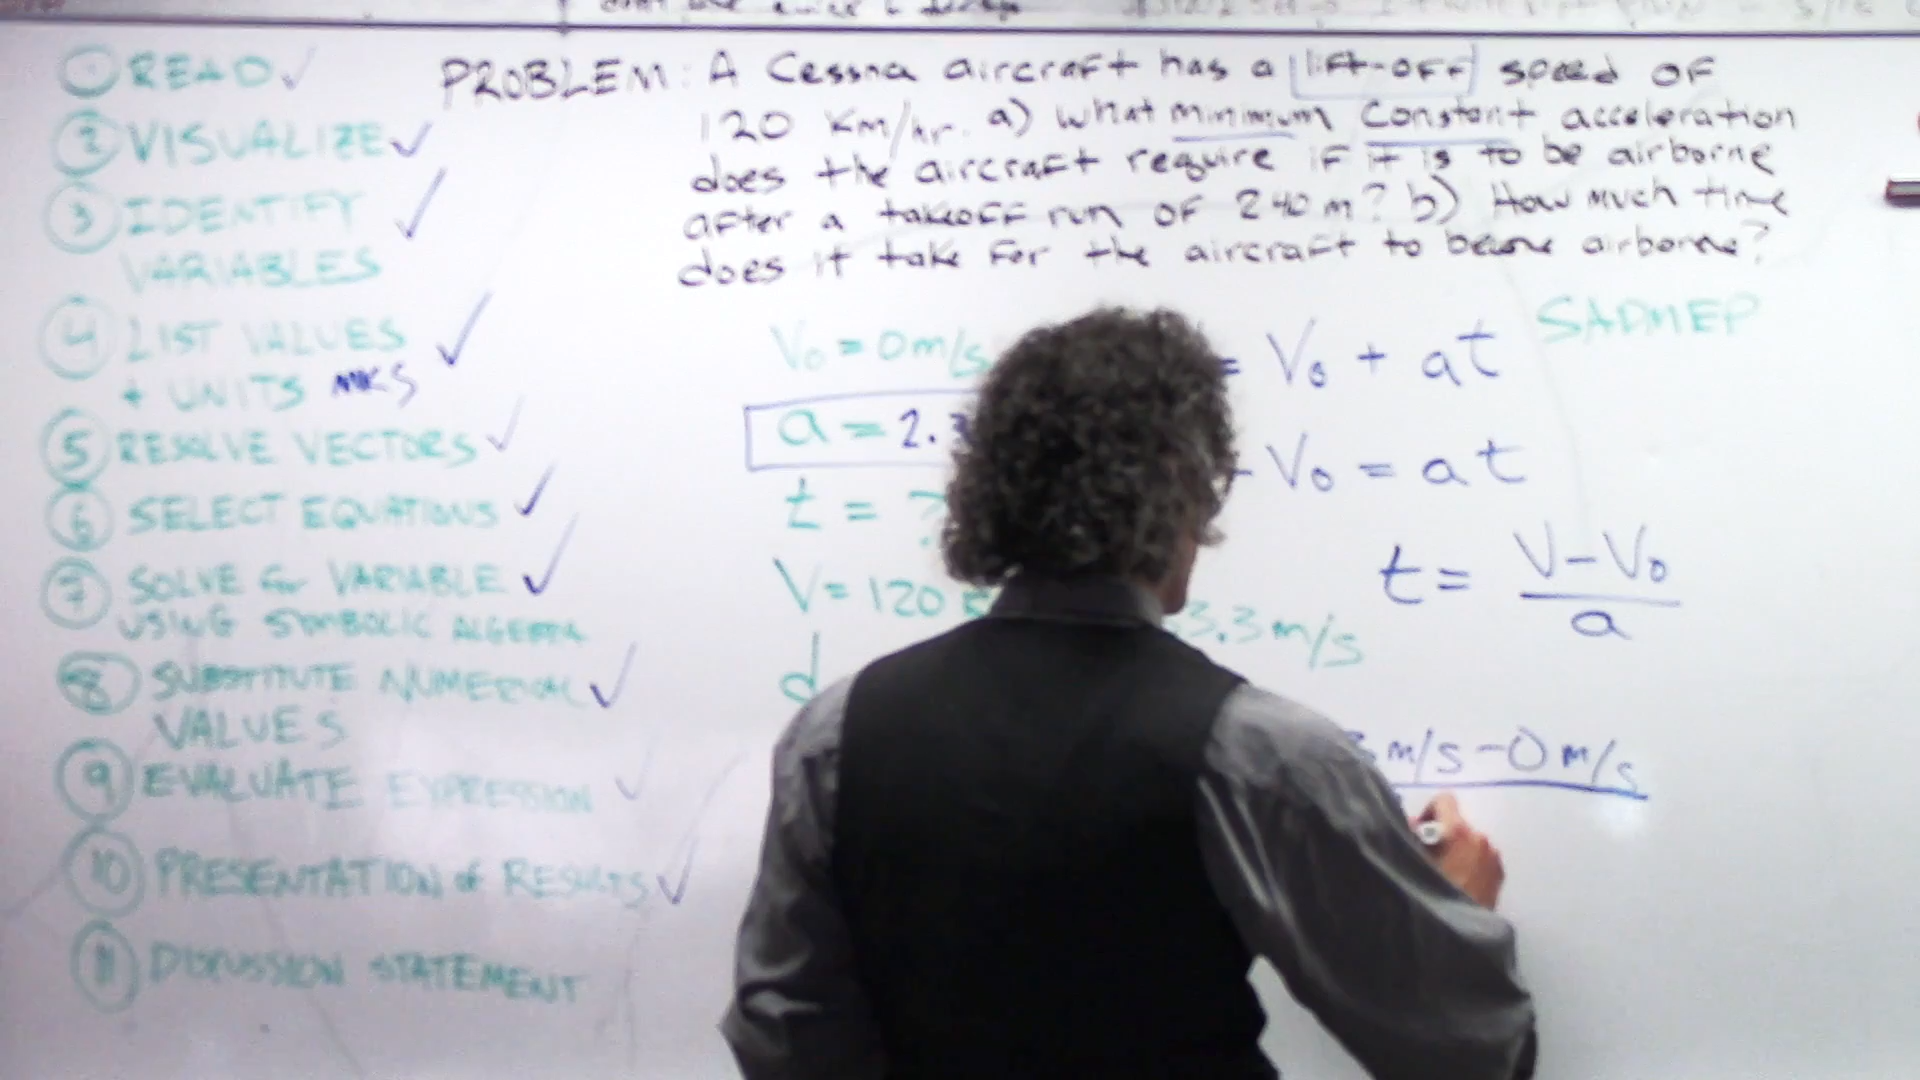 ① READ ✓
② VISUALIZE ✓
③ IDENTIFY ✓
VARIABLES
④ LIST VALUES ✓
+ UNITS MKS
⑤ RESOLVE VECTORS ✓
⑥ SELECT EQUATIONS ✓
⑦ SOLVE for VARIABLE ✓
USING SYMBOLIC ALGEBRA
⑧ SUBSTITUTE NUMERICAL ✓
VALUES
⑨ EVALUATE EXPRESSION ✓
⑩ PRESENTATION of RESULTS ✓
⑪ DISCUSSION STATEMENT
PROBLEM: A Cessna aircraft has a lift-off speed of
120 km/hr. a) what minimum constant acceleration
does the aircraft require if it is to be airborne
after a takeoff run of 240 m? b) How much time
does it take for the aircraft to become airborne?
SADMEP
V₀ = 0 m/s
a = 2.3
t = ?
V = 120
3.3 m/s
d
= V₀ + at
- V₀ = at
t = (V - V₀)/a
3 m/s - 0 m/s